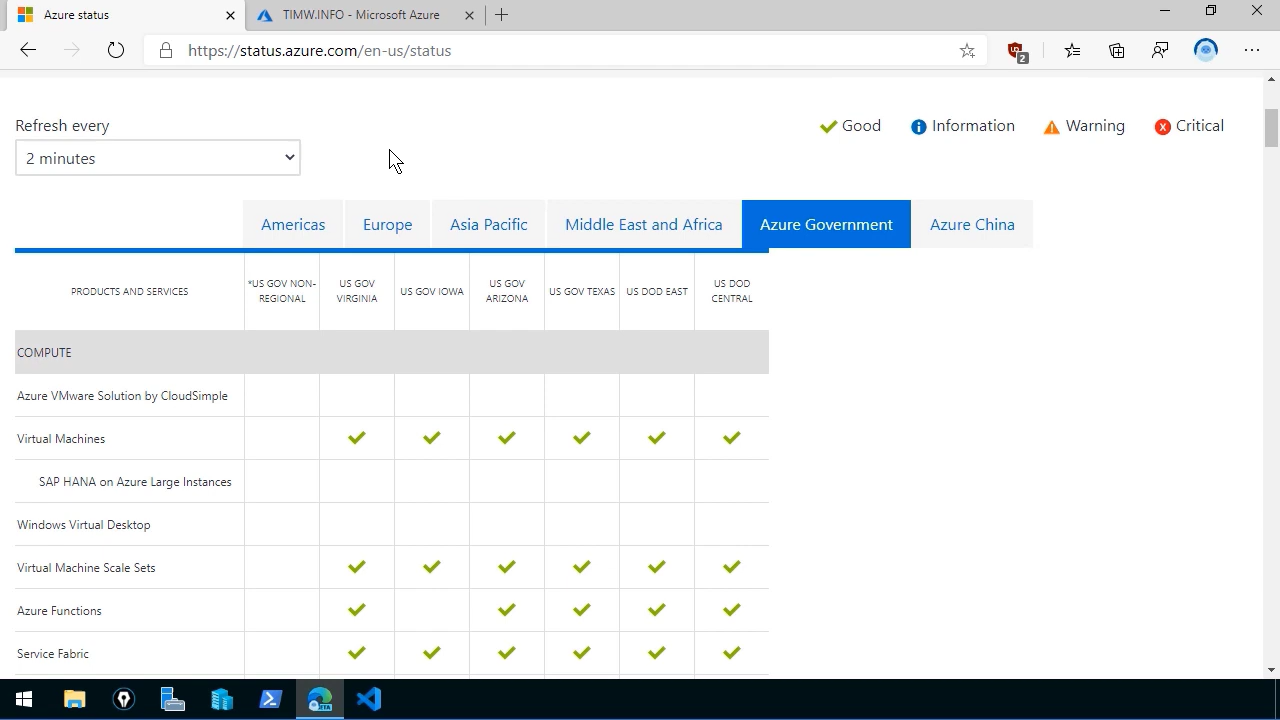 Azure status
TIMW.INFO - Microsoft Azure
https://status.azure.com/en-us/status
2
Refresh every
2 minutes
Good
Information
Warning
Critical
Americas
Europe
Asia Pacific
Middle East and Africa
Azure Government
Azure China
PRODUCTS AND SERVICES
*US GOV NON-
REGIONAL
US GOV
VIRGINIA
US GOV IOWA
US GOV
ARIZONA
US GOV TEXAS
US DOD EAST
US DOD
CENTRAL
COMPUTE
Azure VMware Solution by CloudSimple
Virtual Machines
SAP HANA on Azure Large Instances
Windows Virtual Desktop
Virtual Machine Scale Sets
Azure Functions
Service Fabric